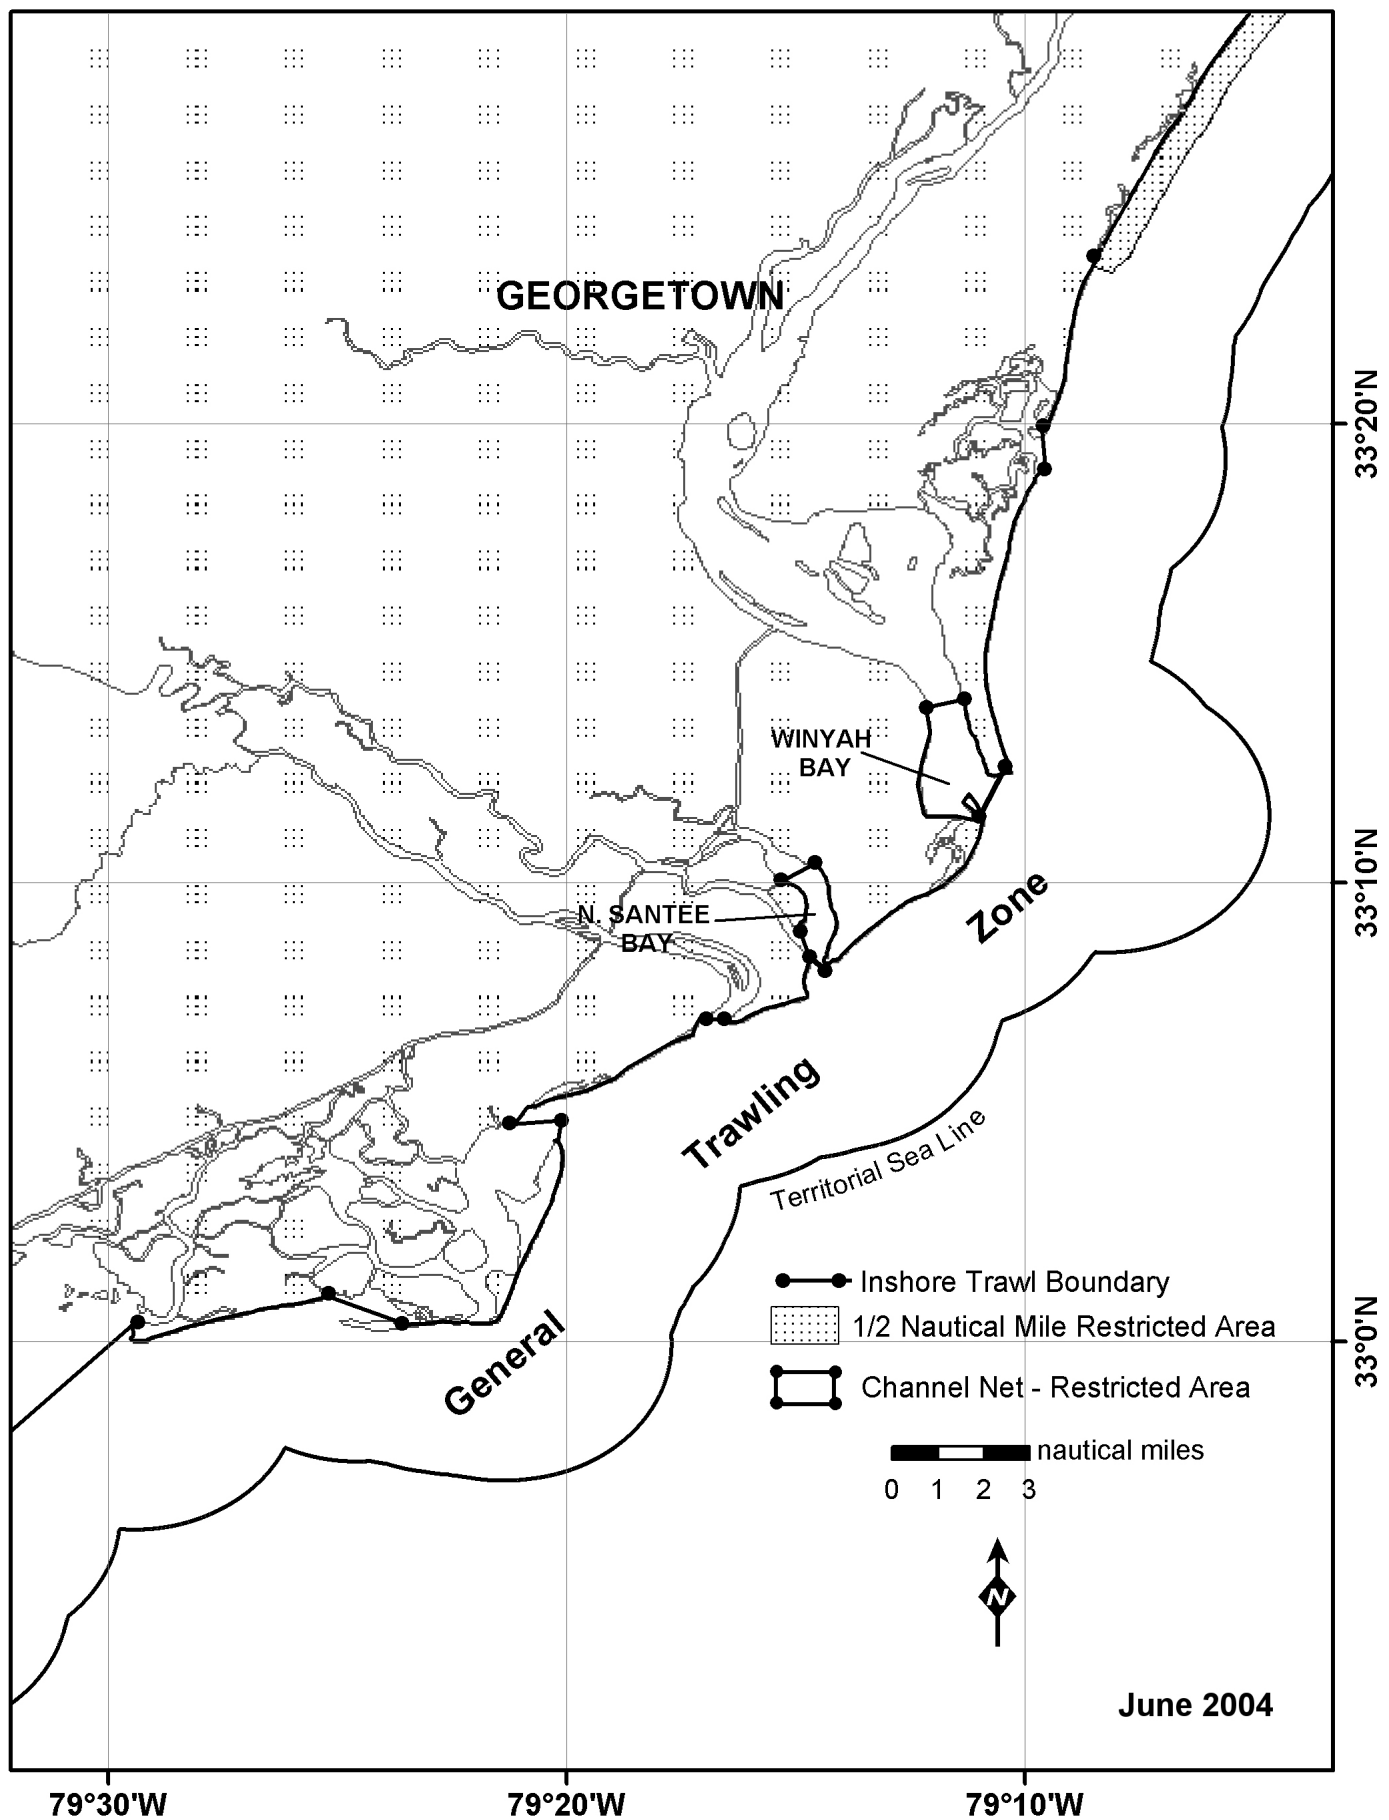 GEORGETOWN
33°20'N
WINYAH
BAY
33°10'N
N. SANTEE
BAY
General Trawling Zone
Territorial Sea Line
Inshore Trawl Boundary
1/2 Nautical Mile Restricted Area
33°0'N
Channel Net - Restricted Area
nautical miles
0 1 2 3
N
June 2004
79°30'W 79°20'W 79°10'W